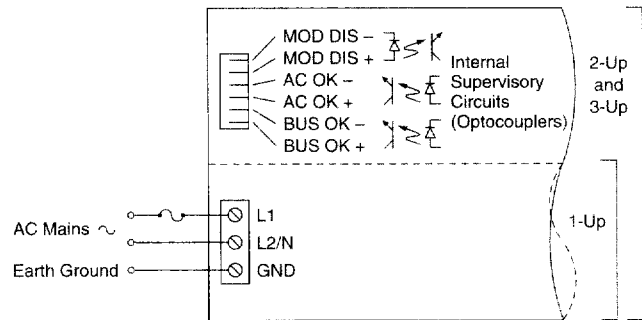 MOD DIS –
MOD DIS +
AC OK –
AC OK +
BUS OK –
BUS OK +
Internal
Supervisory
Circuits
(Optocouplers)
2-Up
and
3-Up
1-Up
AC Mains ~
L1
L2/N
Earth Ground
GND